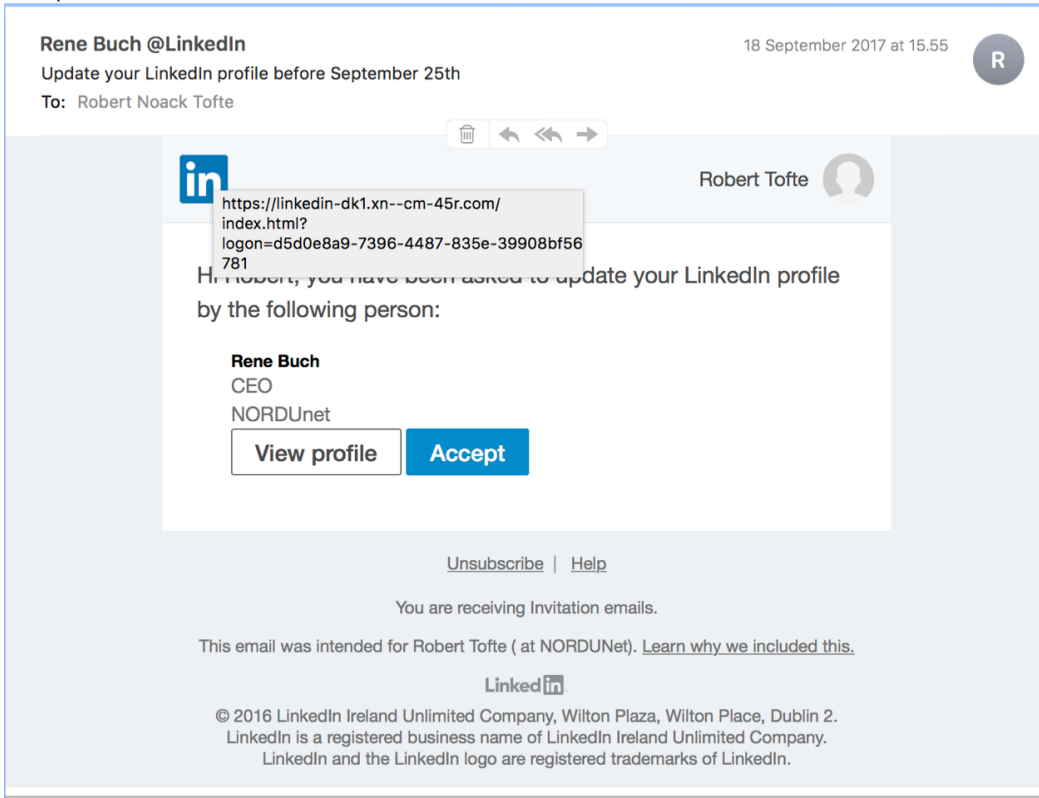 Rene Buch @LinkedIn
18 September 2017 at 15.55
R
Update your LinkedIn profile before September 25th
To: Robert Noack Tofte
in
Robert Tofte
https://linkedin-dk1.xn--cm-45r.com/
index.html?
logon=d5d0e8a9-7396-4487-835e-39908bf56
781
Hi Robert, you have been asked to update your LinkedIn profile
by the following person:
Rene Buch
CEO
NORDUnet
View profile
Accept
Unsubscribe | Help
You are receiving Invitation emails.
This email was intended for Robert Tofte ( at NORDUNet). Learn why we included this.
Linked in
© 2016 LinkedIn Ireland Unlimited Company, Wilton Plaza, Wilton Place, Dublin 2.
LinkedIn is a registered business name of LinkedIn Ireland Unlimited Company.
LinkedIn and the LinkedIn logo are registered trademarks of LinkedIn.